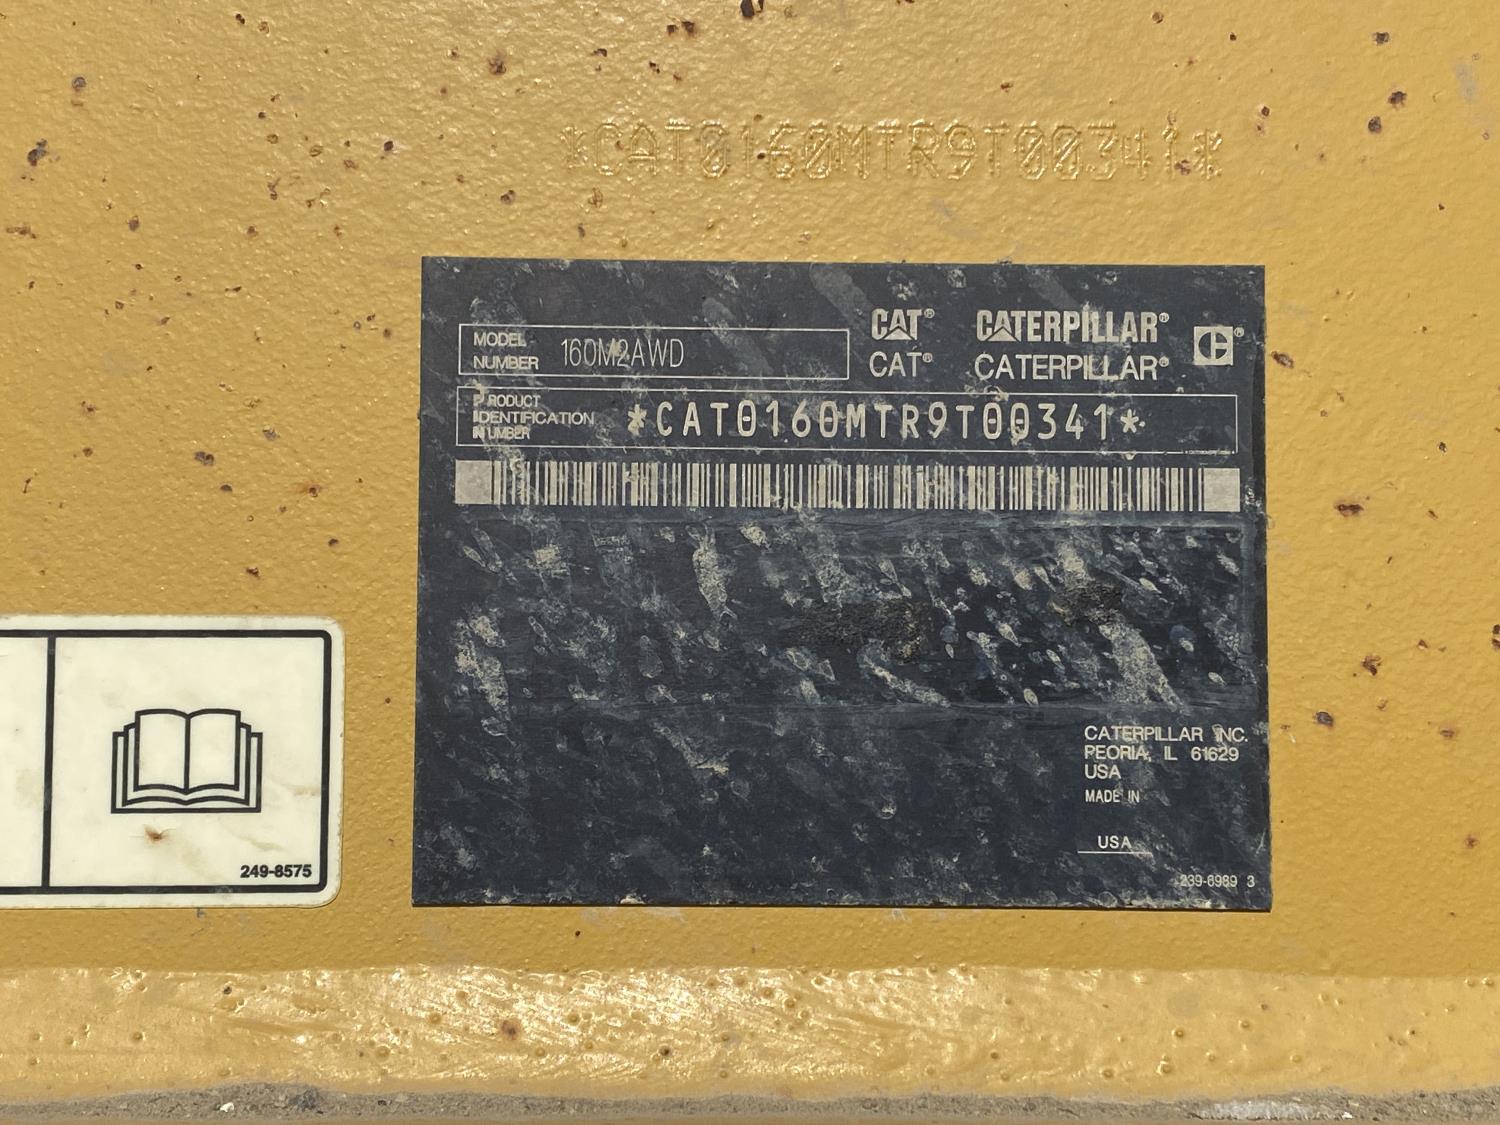 *CAT0160MTR9T00341*
CAT® CATERPILLAR®
MODEL NUMBER 160M2AWD
CAT® CATERPILLAR®
PRODUCT IDENTIFICATION NUMBER *CAT0160MTR9T00341*
CATERPILLAR INC.
PEORIA, IL 61629
USA
MADE IN
USA
239-6989 3
249-8575